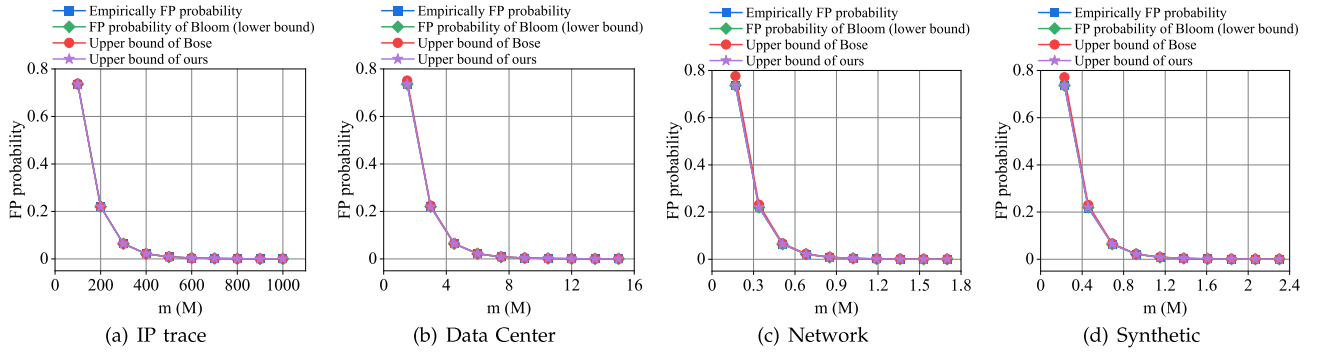 Empirically FP probability
FP probability of Bloom (lower bound)
Upper bound of Bose
Upper bound of ours
0.8
0.6
0.4
0.2
0
FP probability
0 200 400 600 800 1000
m (M)
(a) IP trace
Empirically FP probability
FP probability of Bloom (lower bound)
Upper bound of Bose
Upper bound of ours
0.8
0.6
0.4
0.2
0
FP probability
0 4 8 12 16
m (M)
(b) Data Center
Empirically FP probability
FP probability of Bloom (lower bound)
Upper bound of Bose
Upper bound of ours
0.8
0.6
0.4
0.2
0
FP probability
0 0.3 0.6 0.9 1.2 1.5 1.8
m (M)
(c) Network
Empirically FP probability
FP probability of Bloom (lower bound)
Upper bound of Bose
Upper bound of ours
0.8
0.6
0.4
0.2
0
FP probability
0 0.4 0.8 1.2 1.6 2 2.4
m (M)
(d) Synthetic